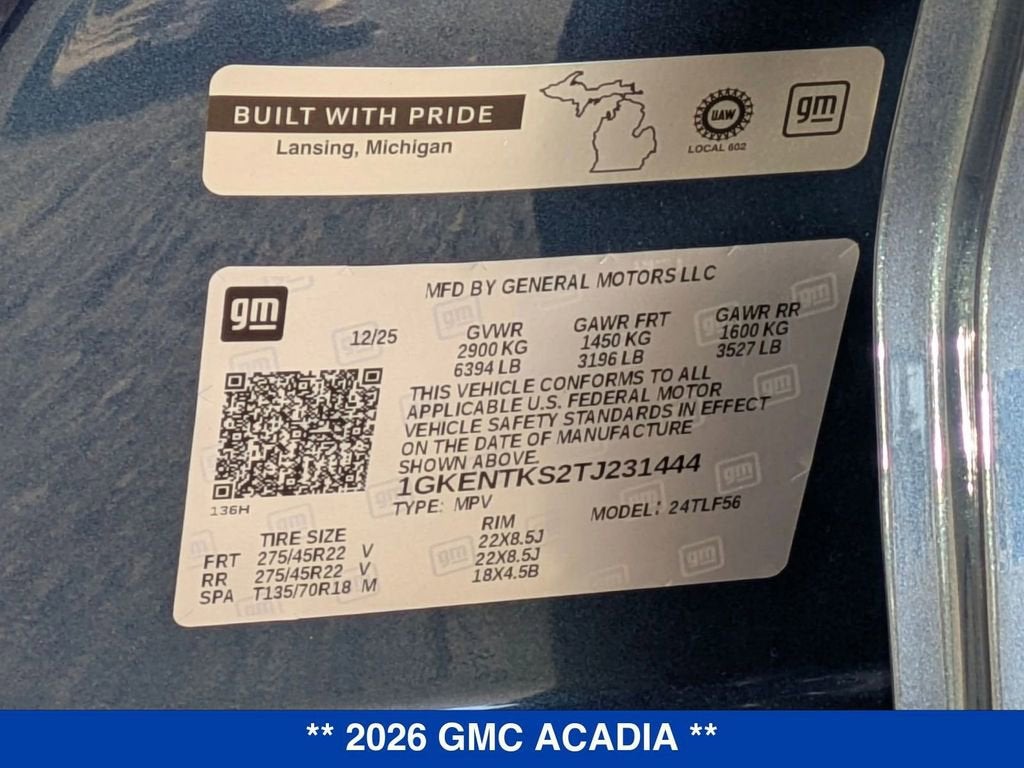 BUILT WITH PRIDE
Lansing, Michigan
UAW
LOCAL 602
gm
gm
MFD BY GENERAL MOTORS LLC
12/25
GVWR
2900 KG
6394 LB
GAWR FRT
1450 KG
3196 LB
GAWR RR
1600 KG
3527 LB
THIS VEHICLE CONFORMS TO ALL
APPLICABLE U.S. FEDERAL MOTOR
VEHICLE SAFETY STANDARDS IN EFFECT
ON THE DATE OF MANUFACTURE
SHOWN ABOVE.
1GKENTKS2TJ231444
136H
TYPE: MPV
MODEL: 24TLF56
TIRE SIZE RIM
FRT 275/45R22 V 22X8.5J
RR 275/45R22 V 22X8.5J
SPA T135/70R18 M 18X4.5B
** 2026 GMC ACADIA **